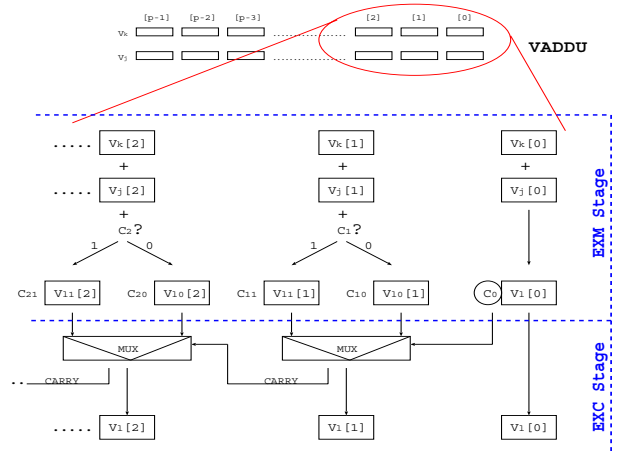 [p-1] [p-2] [p-3] [2] [1] [0]
Vk
Vj
VADDU
..... Vk[2] Vk[1] Vk[0]
+ + +
..... Vj[2] Vj[1] Vj[0]
+ +
C2? C1?
1 0 1 0
C21 V11[2] C20 V10[2] C11 V11[1] C10 V10[1] C0 V1[0]
EXM Stage
MUX MUX
.. CARRY CARRY
..... V1[2] V1[1] V1[0]
EXC Stage